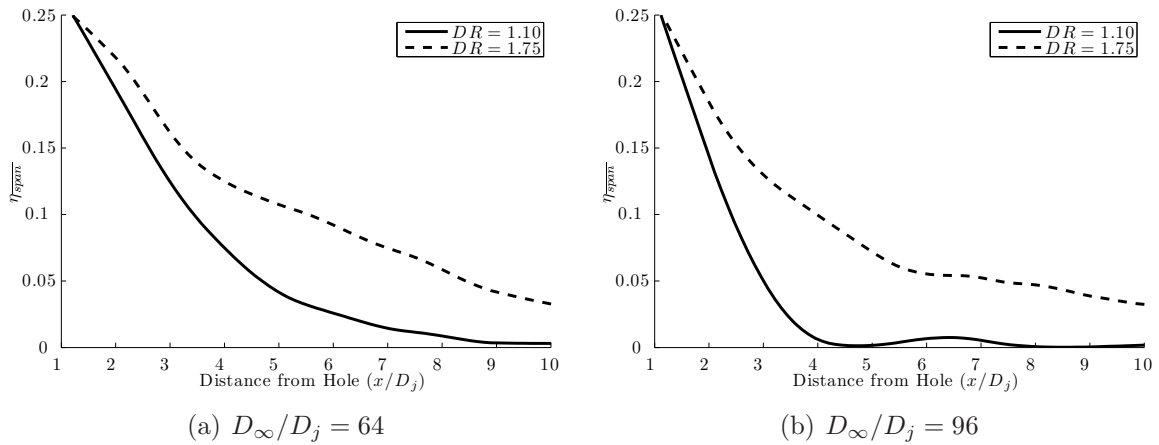 0.25
0.2
0.15
0.1
0.05
0
η_span
1 2 3 4 5 6 7 8 9 10
Distance from Hole (x/D_j)
DR = 1.10
DR = 1.75
(a) D_∞/D_j = 64
0.25
0.2
0.15
0.1
0.05
0
η_span
1 2 3 4 5 6 7 8 9 10
Distance from Hole (x/D_j)
DR = 1.10
DR = 1.75
(b) D_∞/D_j = 96